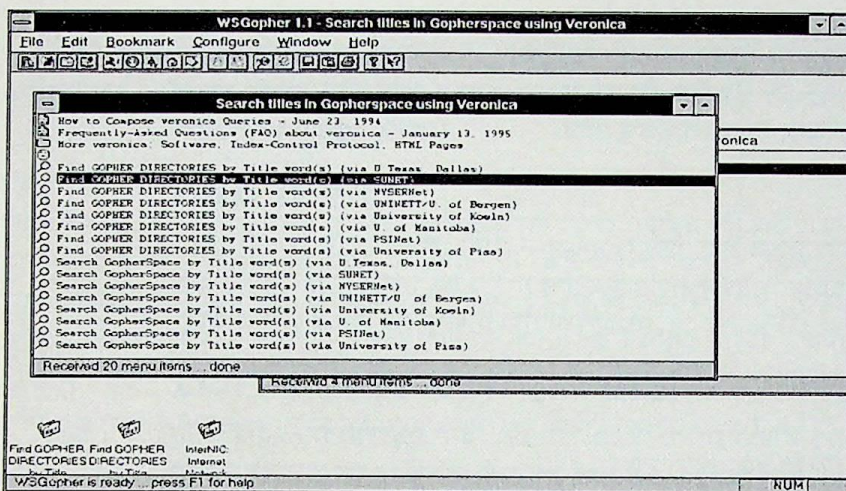 WSGopher 1.1 - Search titles in Gopherspace using Veronica
File Edit Bookmark Configure Window Help
Search titles in Gopherspace using Veronica
How to Compose veronica Queries - June 23, 1994
Frequently-Asked Questions (FAQ) about veronica - January 13, 1995
More veronica: Software, Index-Control Protocol, HTML Pages
onica
Find GOPHER DIRECTORIES by Title word(s) (via U.Texas, Dallas)
Find GOPHER DIRECTORIES by Title word(s) (via SUNET)
Find GOPHER DIRECTORIES by Title word(s) (via NYSERNet)
Find GOPHER DIRECTORIES by Title word(s) (via UNINETT/U. of Bergen)
Find GOPHER DIRECTORIES by Title word(s) (via University of Koeln)
Find GOPHER DIRECTORIES by Title word(s) (via U. of Manitoba)
Find GOPHER DIRECTORIES by Title word(s) (via PSINet)
Find GOPHER DIRECTORIES by Title word(s) (via University of Pisa)
Search GopherSpace by Title word(s) (via U.Texas, Dallas)
Search GopherSpace by Title word(s) (via SUNET)
Search GopherSpace by Title word(s) (via NYSERNet)
Search GopherSpace by Title word(s) (via UNINETT/U. of Bergen)
Search GopherSpace by Title word(s) (via University of Koeln)
Search GopherSpace by Title word(s) (via U. of Manitoba)
Search GopherSpace by Title word(s) (via PSINet)
Search GopherSpace by Title word(s) (via University of Pisa)
Received 20 menu items ... done
Received 4 menu items ... done
Find GOPHER Find GOPHER InterNIC:
DIRECTORIES DIRECTORIES Internet
by Title by Title Network
WSGopher is ready ... press F1 for help NUM